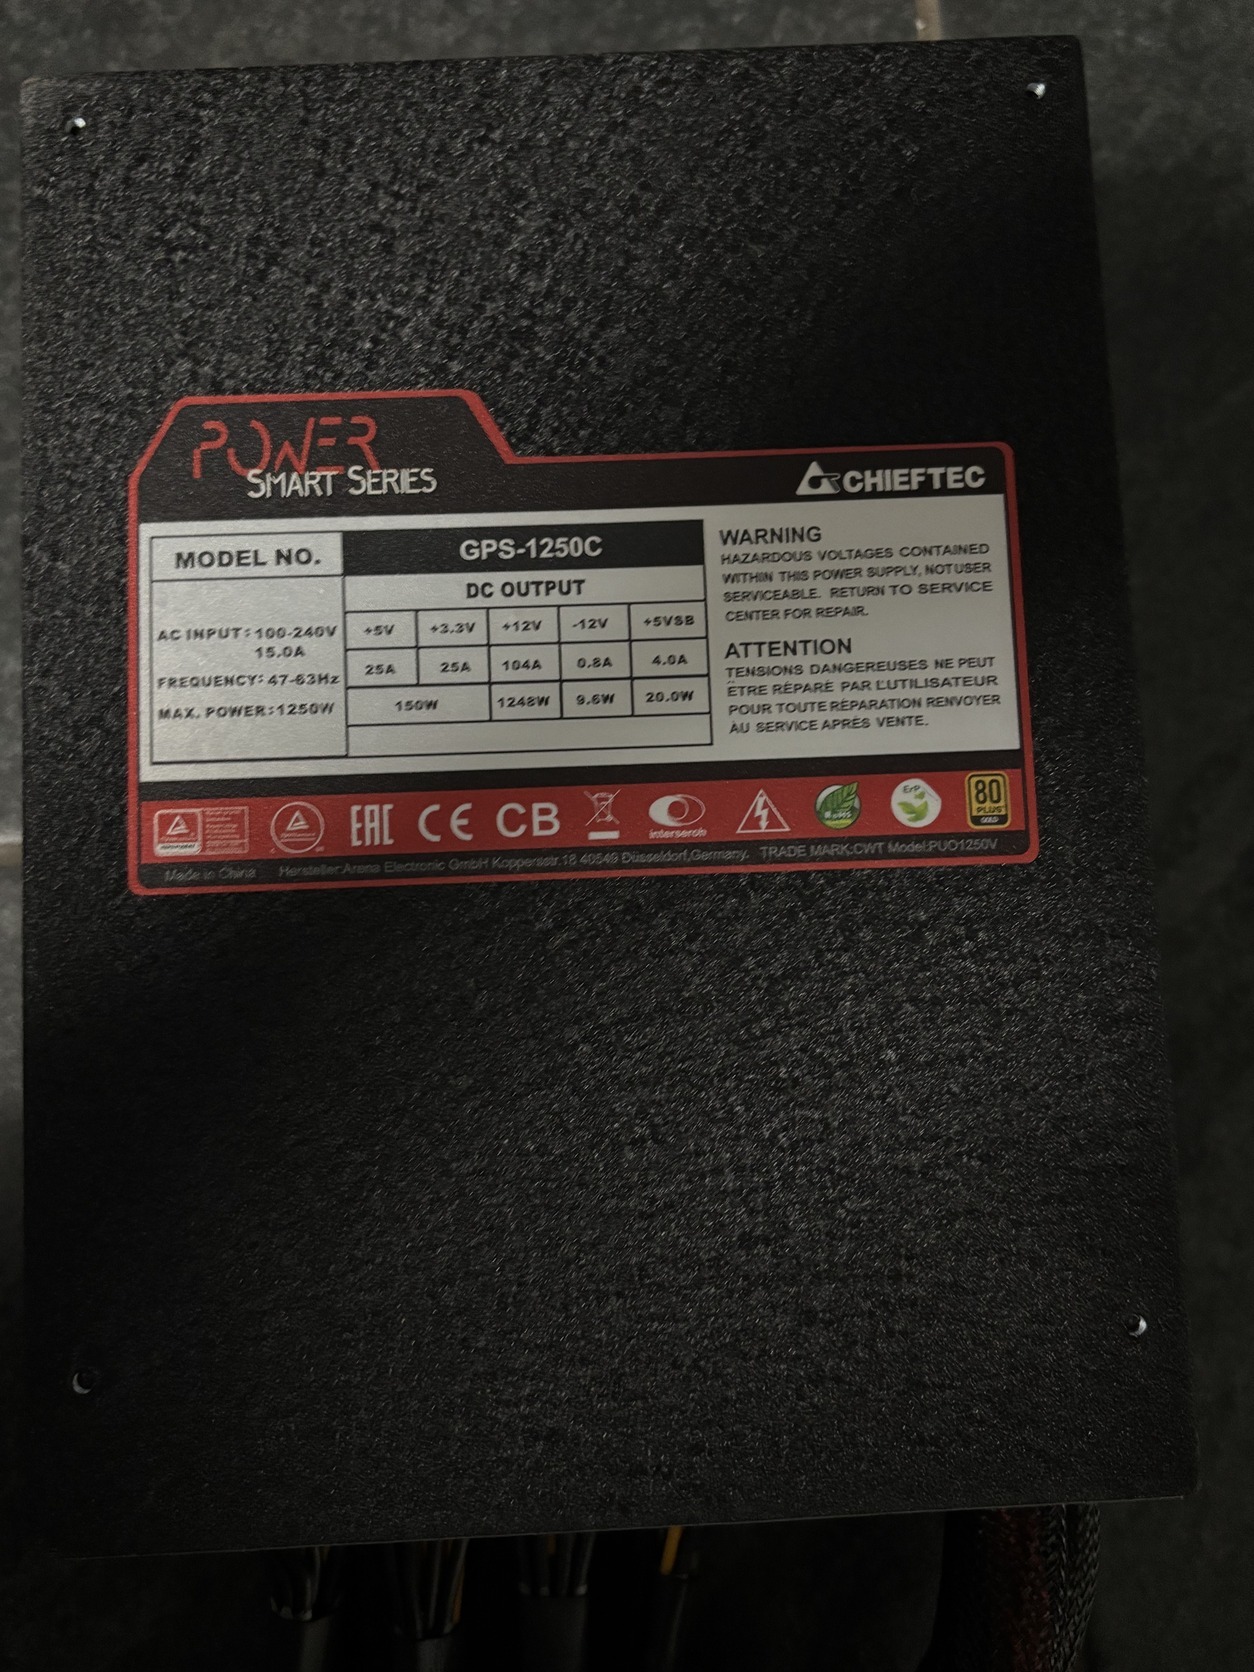 POWER
SMART SERIES
CHIEFTEC
MODEL NO.
GPS-1250C
DC OUTPUT
AC INPUT: 100-240V
15.0A
FREQUENCY: 47-63Hz
MAX. POWER:1250W
+5V +3.3V +12V -12V +5VSB
25A 25A 104A 0.8A 4.0A
150W 1248W 9.6W 20.0W
WARNING
HAZARDOUS VOLTAGES CONTAINED
WITHIN THIS POWER SUPPLY, NOT USER
SERVICEABLE. RETURN TO SERVICE
CENTER FOR REPAIR.
ATTENTION
TENSIONS DANGEREUSES NE PEUT
ÊTRE RÉPARÉ PAR L'UTILISATEUR
POUR TOUTE RÉPARATION RENVOYER
AU SERVICE APRÈS VENTE.
EAC CE CB
interseroh
RoHS
ErP
80
PLUS
GOLD
Made in China Hersteller:Arena Electronic GmbH Koppersstr.18 40549 Düsseldorf,Germany. TRADE MARK:CWT Model:PUO1250V